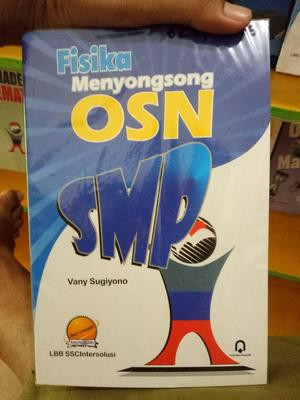 Fisika
Menyongsong
OSN
SMP
Vany Sugiyono
LBB SSCIntersolusi